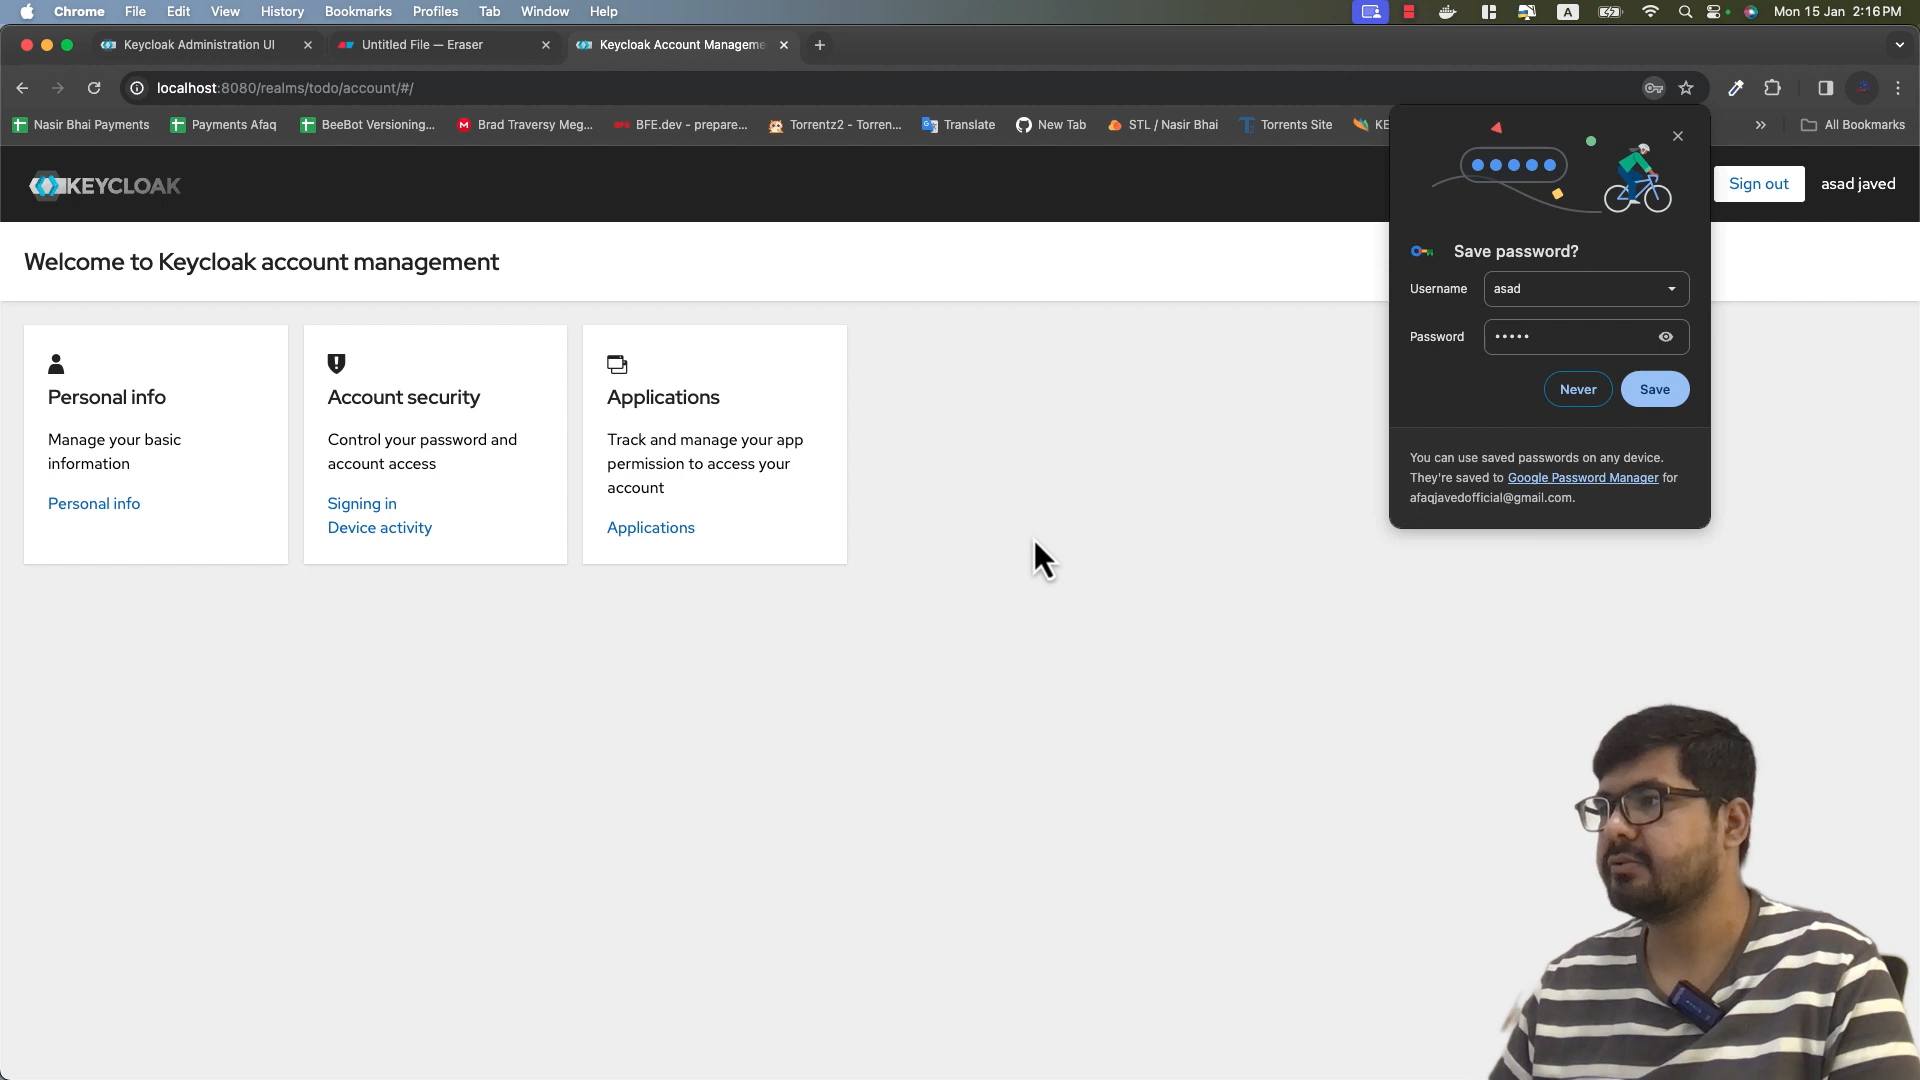 Chrome File Edit View History Bookmarks Profiles Tab Window Help A Mon 15 Jan 2:16 PM
Keycloak Administration UI Untitled File — Eraser Keycloak Account Manageme
localhost:8080/realms/todo/account/#/
Nasir Bhai Payments Payments Afaq BeeBot Versioning... Brad Traversy Meg... BFE.dev - prepare... Torrentz2 - Torren... Translate New Tab STL / Nasir Bhai Torrents Site KE » All Bookmarks
KEYCLOAK
Sign out
asad javed
Welcome to Keycloak account management
Personal info
Manage your basic
information
Personal info
Account security
Control your password and
account access
Signing in
Device activity
Applications
Track and manage your app
permission to access your
account
Applications
Save password?
Username asad
Password •••••
Never Save
You can use saved passwords on any device.
They're saved to Google Password Manager for
afaqjavedofficial@gmail.com.